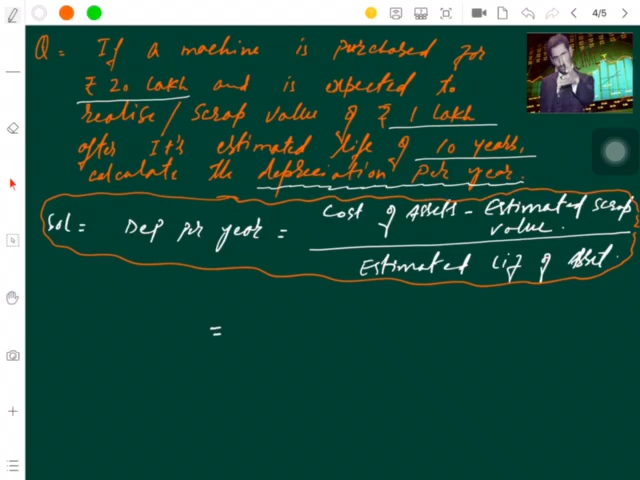 4/5
Q= If a machine is purchased for
₹ 20 Lakh and is expected to
realise/ scrap value of ₹ 1 Lakh
after It's estimated life of 10 years,
calculate the depreciation per year.
Sol= Dep per year = Cost of Assets - Estimated Scrap
value.
Estimated Lif of Asset.
=